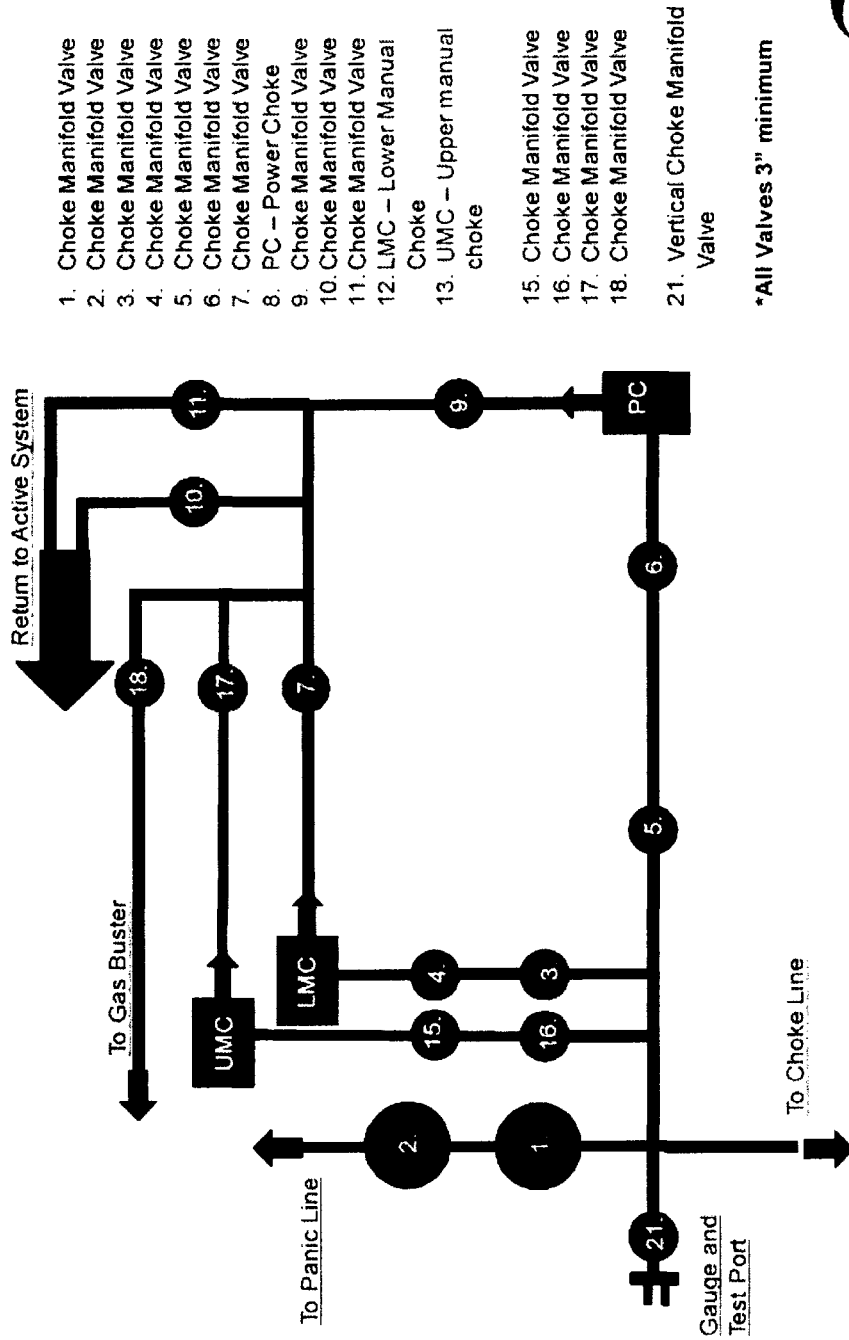 Return to Active System
To Gas Buster
To Panic Line
To Choke Line
Gauge and
Test Port
UMC
LMC
PC
1.
2.
3
4.
5.
6.
7.
9.
10.
11.
15.
16.
17.
18.
21.
1. Choke Manifold Valve
2. Choke Manifold Valve
3. Choke Manifold Valve
4. Choke Manifold Valve
5. Choke Manifold Valve
6. Choke Manifold Valve
7. Choke Manifold Valve
8. PC – Power Choke
9. Choke Manifold Valve
10. Choke Manifold Valve
11. Choke Manifold Valve
12. LMC – Lower Manual
Choke
13. UMC – Upper manual
choke
15. Choke Manifold Valve
16. Choke Manifold Valve
17. Choke Manifold Valve
18. Choke Manifold Valve
21. Vertical Choke Manifold
Valve
*All Valves 3" minimum